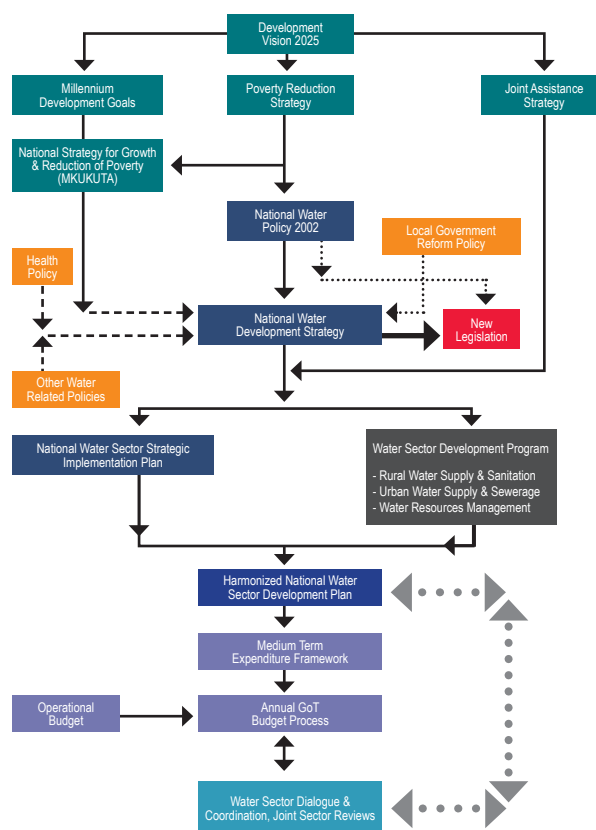 Development
Vision 2025
Millennium
Development Goals
Poverty Reduction
Strategy
Joint Assistance
Strategy
National Strategy for Growth
& Reduction of Poverty
(MKUKUTA)
National Water
Policy 2002
Local Government
Reform Policy
Health
Policy
National Water
Development Strategy
New
Legislation
Other Water
Related Policies
National Water Sector Strategic
Implementation Plan
Water Sector Development Program
- Rural Water Supply & Sanitation
- Urban Water Supply & Sewerage
- Water Resources Management
Harmonized National Water
Sector Development Plan
Medium Term
Expenditure Framework
Operational
Budget
Annual GoT
Budget Process
Water Sector Dialogue &
Coordination, Joint Sector Reviews